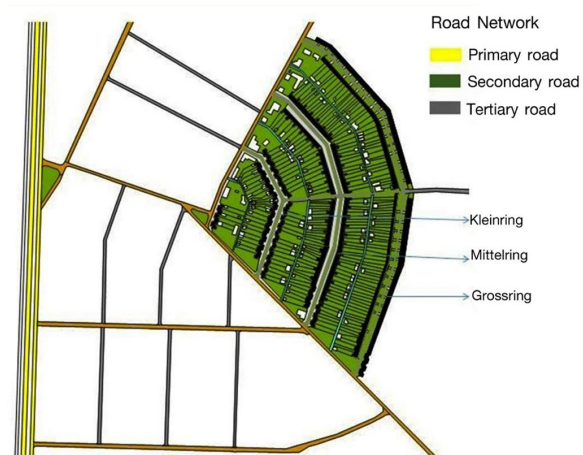 Road Network
Primary road
Secondary road
Tertiary road
Kleinring
Mittelring
Grossring